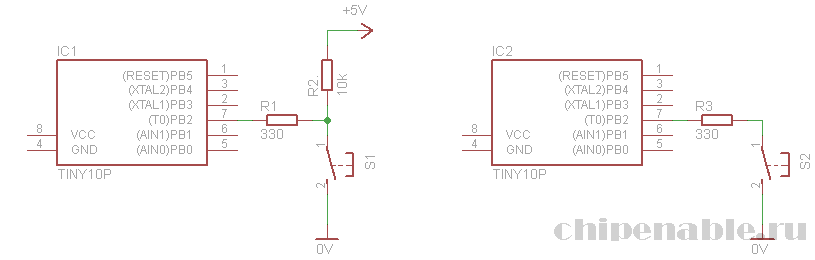 +5V
IC1
(RESET)PB5 1
(XTAL2)PB4 3
(XTAL1)PB3 2
(T0)PB2 7
8 VCC (AIN1)PB1 6
4 GND (AIN0)PB0 5
TINY10P
R1
330
R2.
10k
1
2
S1
0V
IC2
(RESET)PB5 1
(XTAL2)PB4 3
(XTAL1)PB3 2
(T0)PB2 7
8 VCC (AIN1)PB1 6
4 GND (AIN0)PB0 5
TINY10P
R3
330
1
2
S2
0V
chipenable.ru